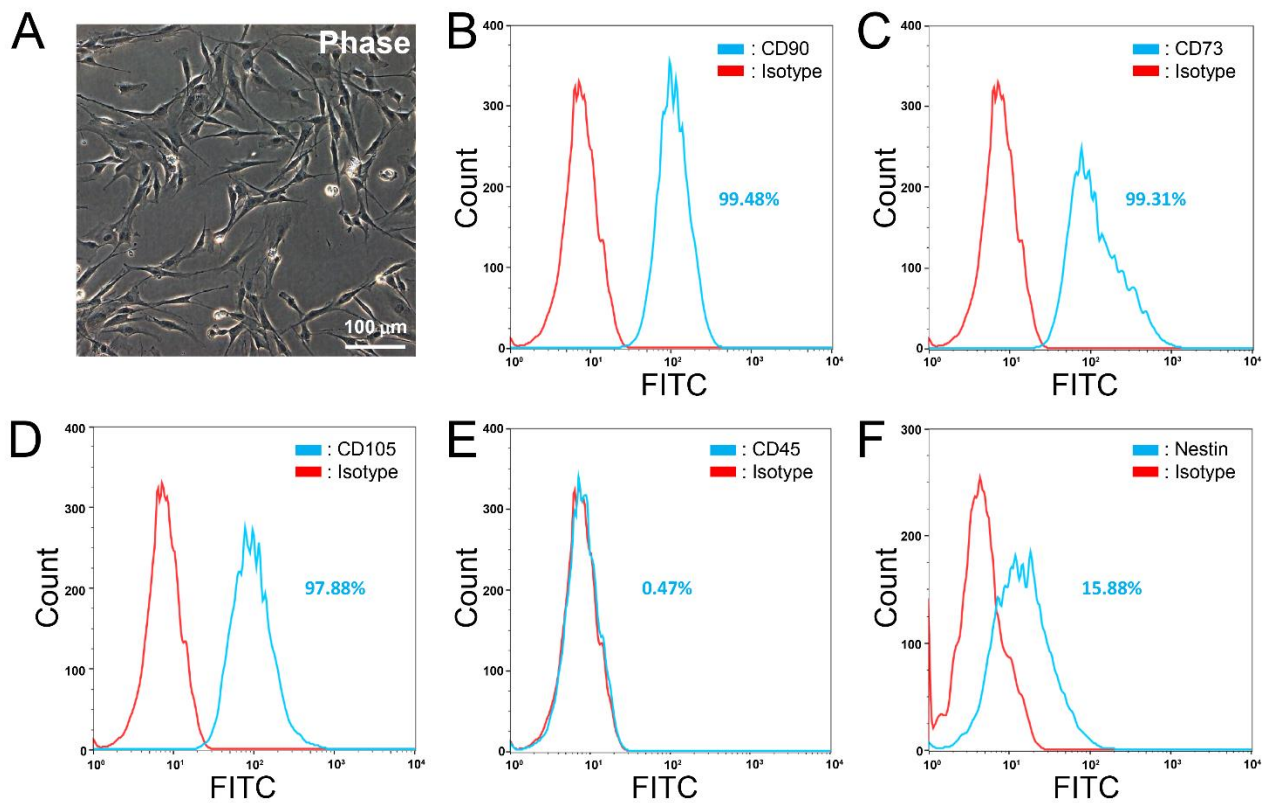 A
Phase
100 µm
B
: CD90
: Isotype
400
300
200
100
0
Count
99.48%
10⁰ 10¹ 10² 10³ 10⁴
FITC
C
: CD73
: Isotype
400
300
200
100
0
Count
99.31%
10⁰ 10¹ 10² 10³ 10⁴
FITC
D
: CD105
: Isotype
400
300
200
100
0
Count
97.88%
10⁰ 10¹ 10² 10³ 10⁴
FITC
E
: CD45
: Isotype
400
300
200
100
0
Count
0.47%
10⁰ 10¹ 10² 10³ 10⁴
FITC
F
: Nestin
: Isotype
300
200
100
0
Count
15.88%
10⁰ 10¹ 10² 10³ 10⁴
FITC